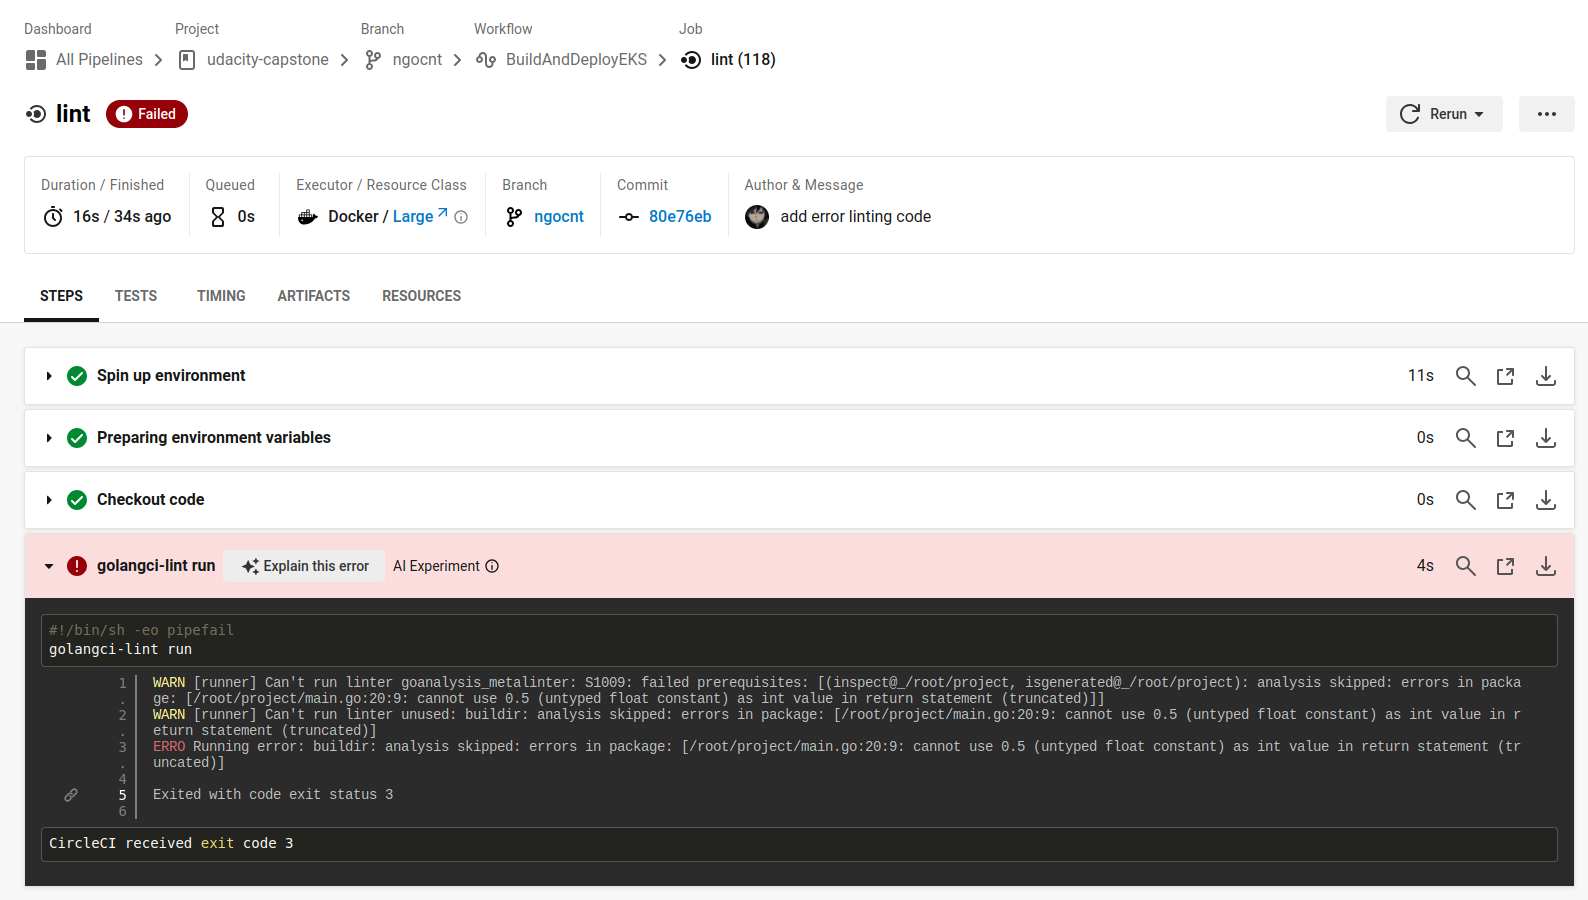 Dashboard Project Branch Workflow Job
All Pipelines udacity-capstone ngocnt BuildAndDeployEKS lint (118)
lint Failed Rerun
Duration / Finished Queued Executor / Resource Class Branch Commit Author & Message
16s / 34s ago 0s Docker / Large ngocnt 80e76eb add error linting code
STEPS TESTS TIMING ARTIFACTS RESOURCES
Spin up environment 11s
Preparing environment variables 0s
Checkout code 0s
golangci-lint run Explain this error AI Experiment 4s
#!/bin/sh -eo pipefail
golangci-lint run
1 WARN [runner] Can't run linter goanalysis_metalinter: S1009: failed prerequisites: [(inspect@_/root/project, isgenerated@_/root/project): analysis skipped: errors in packa
. ge: [/root/project/main.go:20:9: cannot use 0.5 (untyped float constant) as int value in return statement (truncated)]]
2 WARN [runner] Can't run linter unused: buildir: analysis skipped: errors in package: [/root/project/main.go:20:9: cannot use 0.5 (untyped float constant) as int value in r
. eturn statement (truncated)]
3 ERRO Running error: buildir: analysis skipped: errors in package: [/root/project/main.go:20:9: cannot use 0.5 (untyped float constant) as int value in return statement (tr
. uncated)]
4
5 Exited with code exit status 3
6
CircleCI received exit code 3